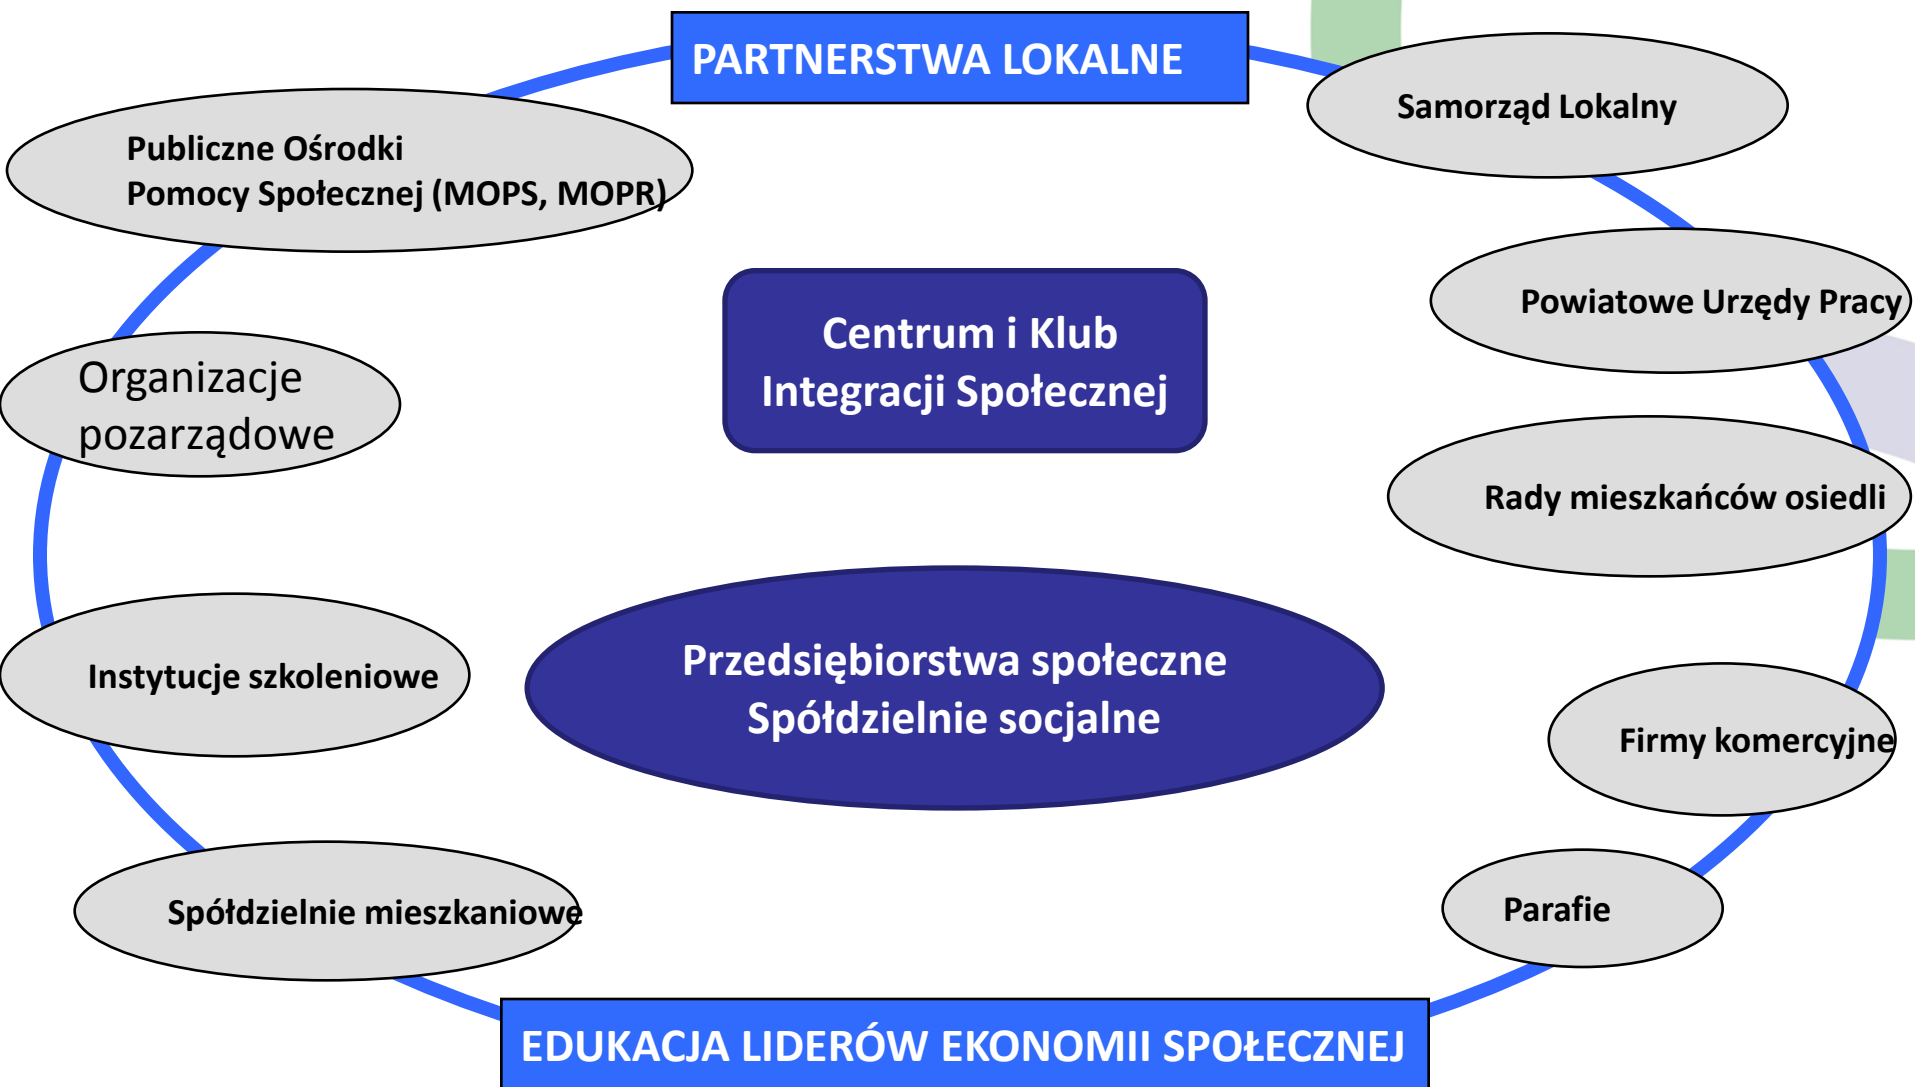 PARTNERSTWA LOKALNE
Samorząd Lokalny
Publiczne Ośrodki
Pomocy Społecznej (MOPS, MOPR)
Powiatowe Urzędy Pracy
Centrum i Klub
Integracji Społecznej
Organizacje
pozarządowe
Rady mieszkańców osiedli
Instytucje szkoleniowe
Przedsiębiorstwa społeczne
Spółdzielnie socjalne
Firmy komercyjne
Spółdzielnie mieszkaniowe
Parafie
EDUKACJA LIDERÓW EKONOMII SPOŁECZNEJ